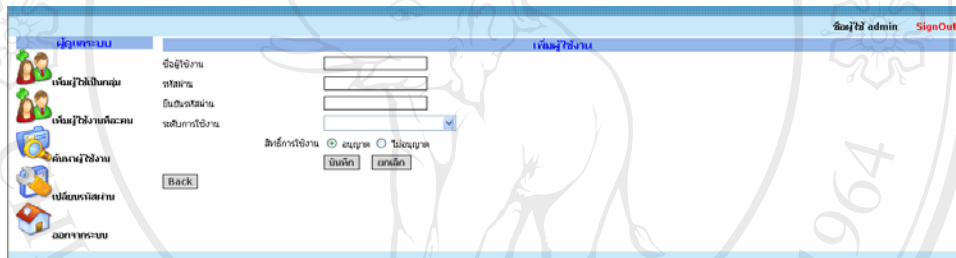 ชื่อผู้ใช้ admin SignOut
ผู้ดูแลระบบ
เพิ่มผู้ใช้งาน
เพิ่มผู้ใช้เป็นกลุ่ม
เพิ่มผู้ใช้งานทีละคน
ค้นหาผู้ใช้งาน
เปลี่ยนรหัสผ่าน
ออกจากระบบ
ชื่อผู้ใช้งาน
รหัสผ่าน
ยืนยันรหัสผ่าน
ระดับการใช้งาน
สิทธิ์การใช้งาน อนุญาต ไม่อนุญาต
บันทึก ยกเลิก
Back
1964